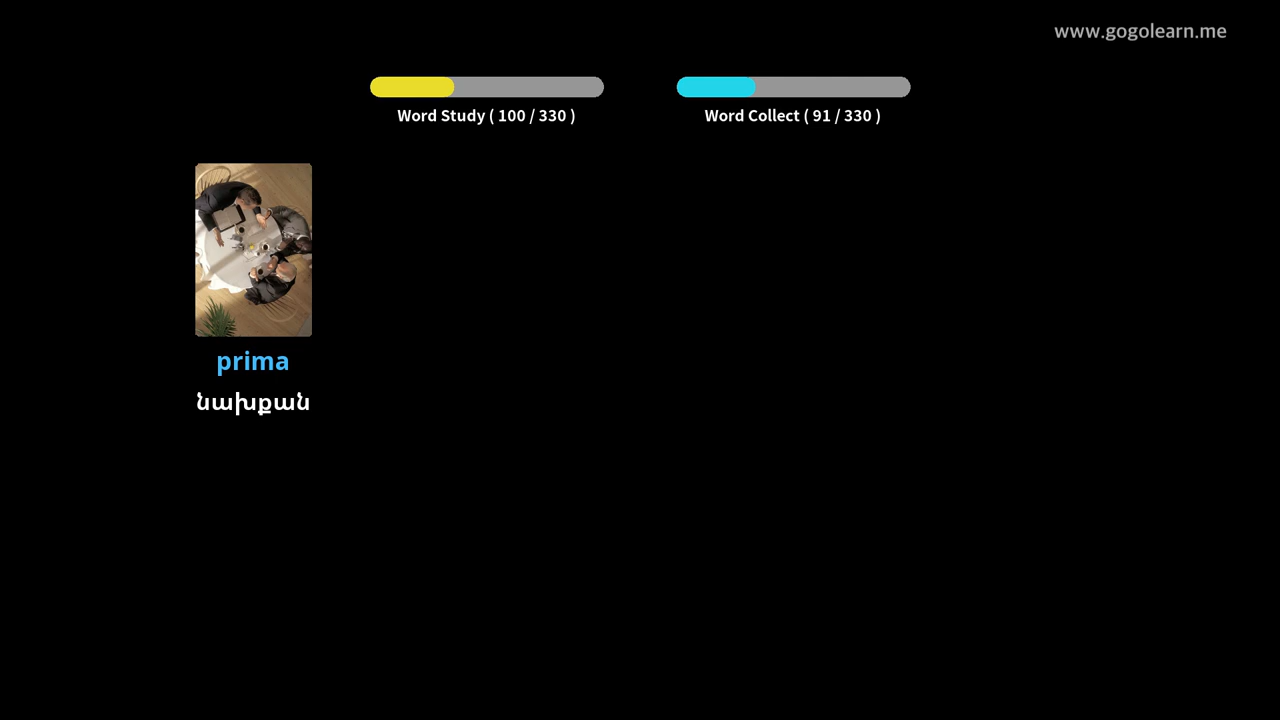 www.gogolearn.me
Word Study ( 100 / 330 )
Word Collect ( 91 / 330 )
prima
նախքան